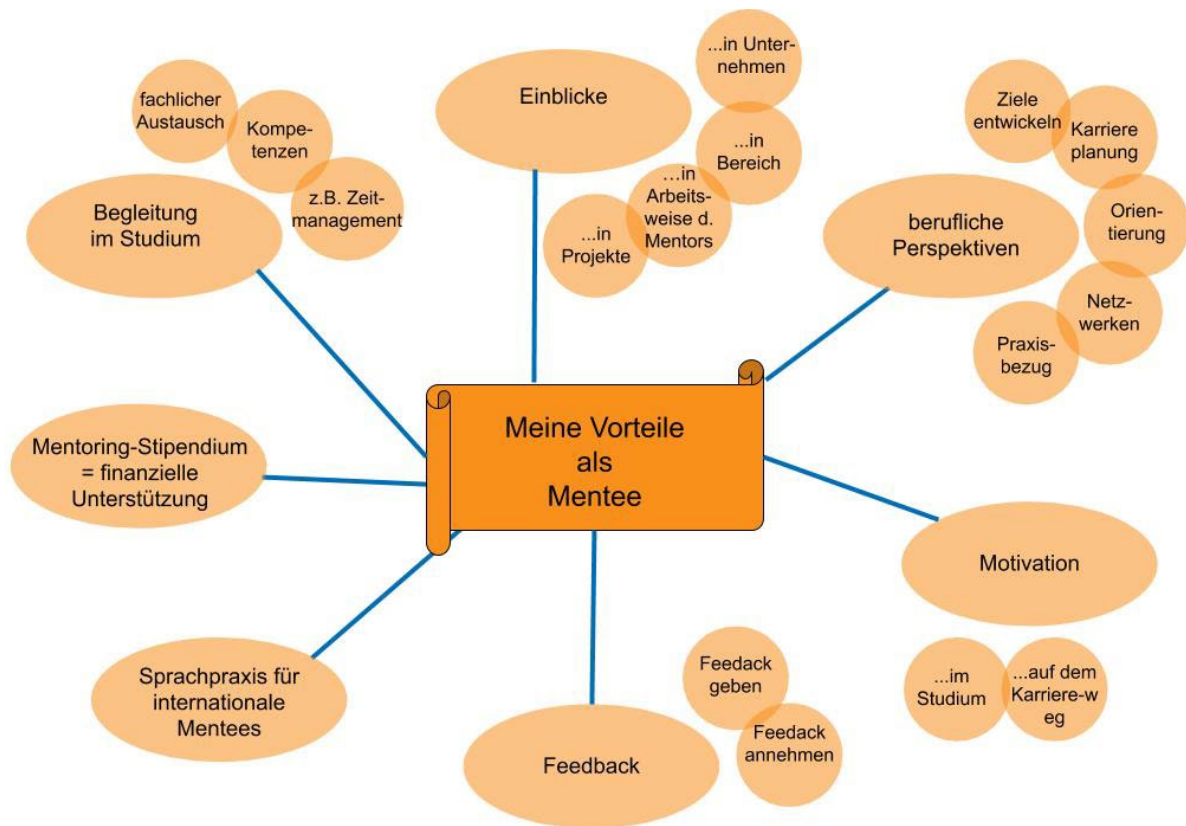 Meine Vorteile
als
Mentee
Begleitung
im Studium
fachlicher
Austausch
Kompe-
tenzen
z.B. Zeit-
management
Einblicke
...in Unter-
nehmen
...in
Bereich
...in
Arbeits-
weise d.
Mentors
...in
Projekte
berufliche
Perspektiven
Ziele
entwickeln
Karriere
planung
Orien-
tierung
Netz-
werken
Praxis-
bezug
Motivation
...im
Studium
...auf dem
Karriere-w
eg
Feedback
Feedack
geben
Feedack
annehmen
Sprachpraxis für
internationale
Mentees
Mentoring-Stipendium
= finanzielle
Unterstützung